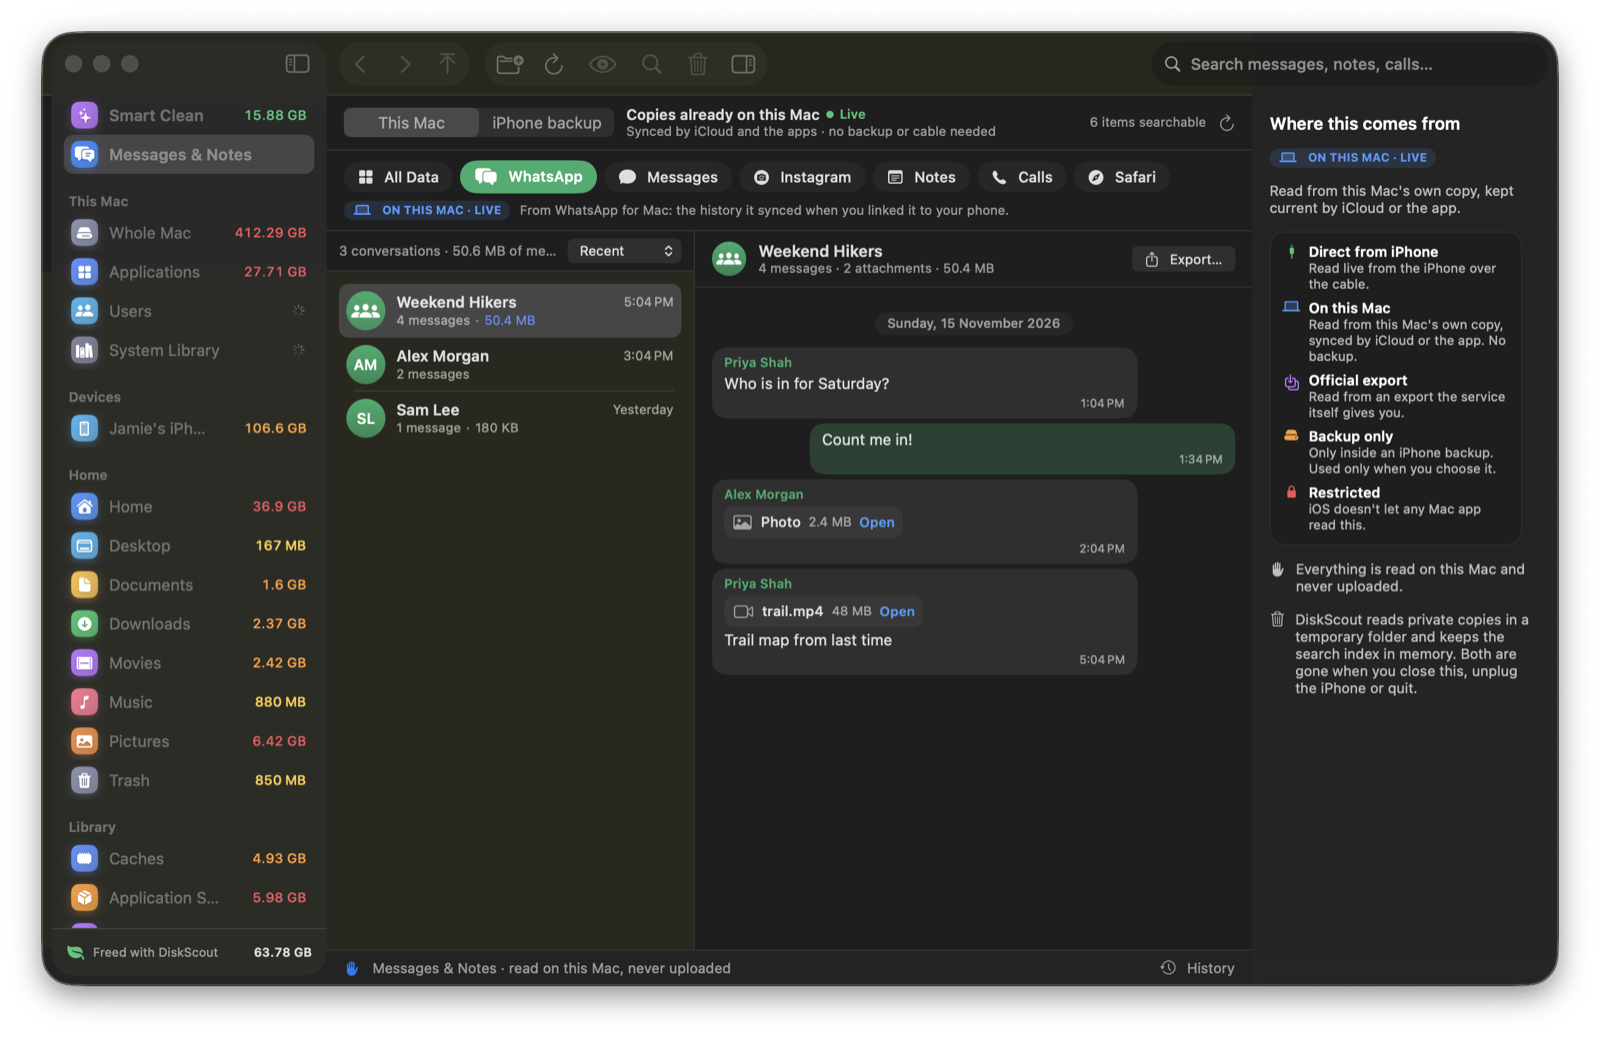 Search messages, notes, calls...
Smart Clean 15.88 GB
Messages & Notes
This Mac
Whole Mac 412.29 GB
Applications 27.71 GB
Users
System Library
Devices
Jamie's iPh... 106.6 GB
Home
Home 36.9 GB
Desktop 167 MB
Documents 1.6 GB
Downloads 2.37 GB
Movies 2.42 GB
Music 880 MB
Pictures 6.42 GB
Trash 850 MB
Library
Caches 4.93 GB
Application S... 5.98 GB
Freed with DiskScout 63.78 GB
This Mac
iPhone backup
Copies already on this Mac Live
Synced by iCloud and the apps · no backup or cable needed
6 items searchable
All Data
WhatsApp
Messages
Instagram
Notes
Calls
Safari
ON THIS MAC · LIVE
From WhatsApp for Mac: the history it synced when you linked it to your phone.
3 conversations · 50.6 MB of me...
Recent
Weekend Hikers 5:04 PM
4 messages · 50.4 MB
AM
Alex Morgan 3:04 PM
2 messages
SL
Sam Lee Yesterday
1 message · 180 KB
Weekend Hikers
4 messages · 2 attachments · 50.4 MB
Export...
Sunday, 15 November 2026
Priya Shah
Who is in for Saturday?
1:04 PM
Count me in!
1:34 PM
Alex Morgan
Photo 2.4 MB Open
2:04 PM
Priya Shah
trail.mp4 48 MB Open
Trail map from last time
5:04 PM
Messages & Notes · read on this Mac, never uploaded
History
Where this comes from
ON THIS MAC · LIVE
Read from this Mac's own copy, kept
current by iCloud or the app.
Direct from iPhone
Read live from the iPhone over
the cable.
On this Mac
Read from this Mac's own copy,
synced by iCloud or the app. No
backup.
Official export
Read from an export the service
itself gives you.
Backup only
Only inside an iPhone backup.
Used only when you choose it.
Restricted
iOS doesn't let any Mac app
read this.
Everything is read on this Mac and
never uploaded.
DiskScout reads private copies in a
temporary folder and keeps the
search index in memory. Both are
gone when you close this, unplug
the iPhone or quit.